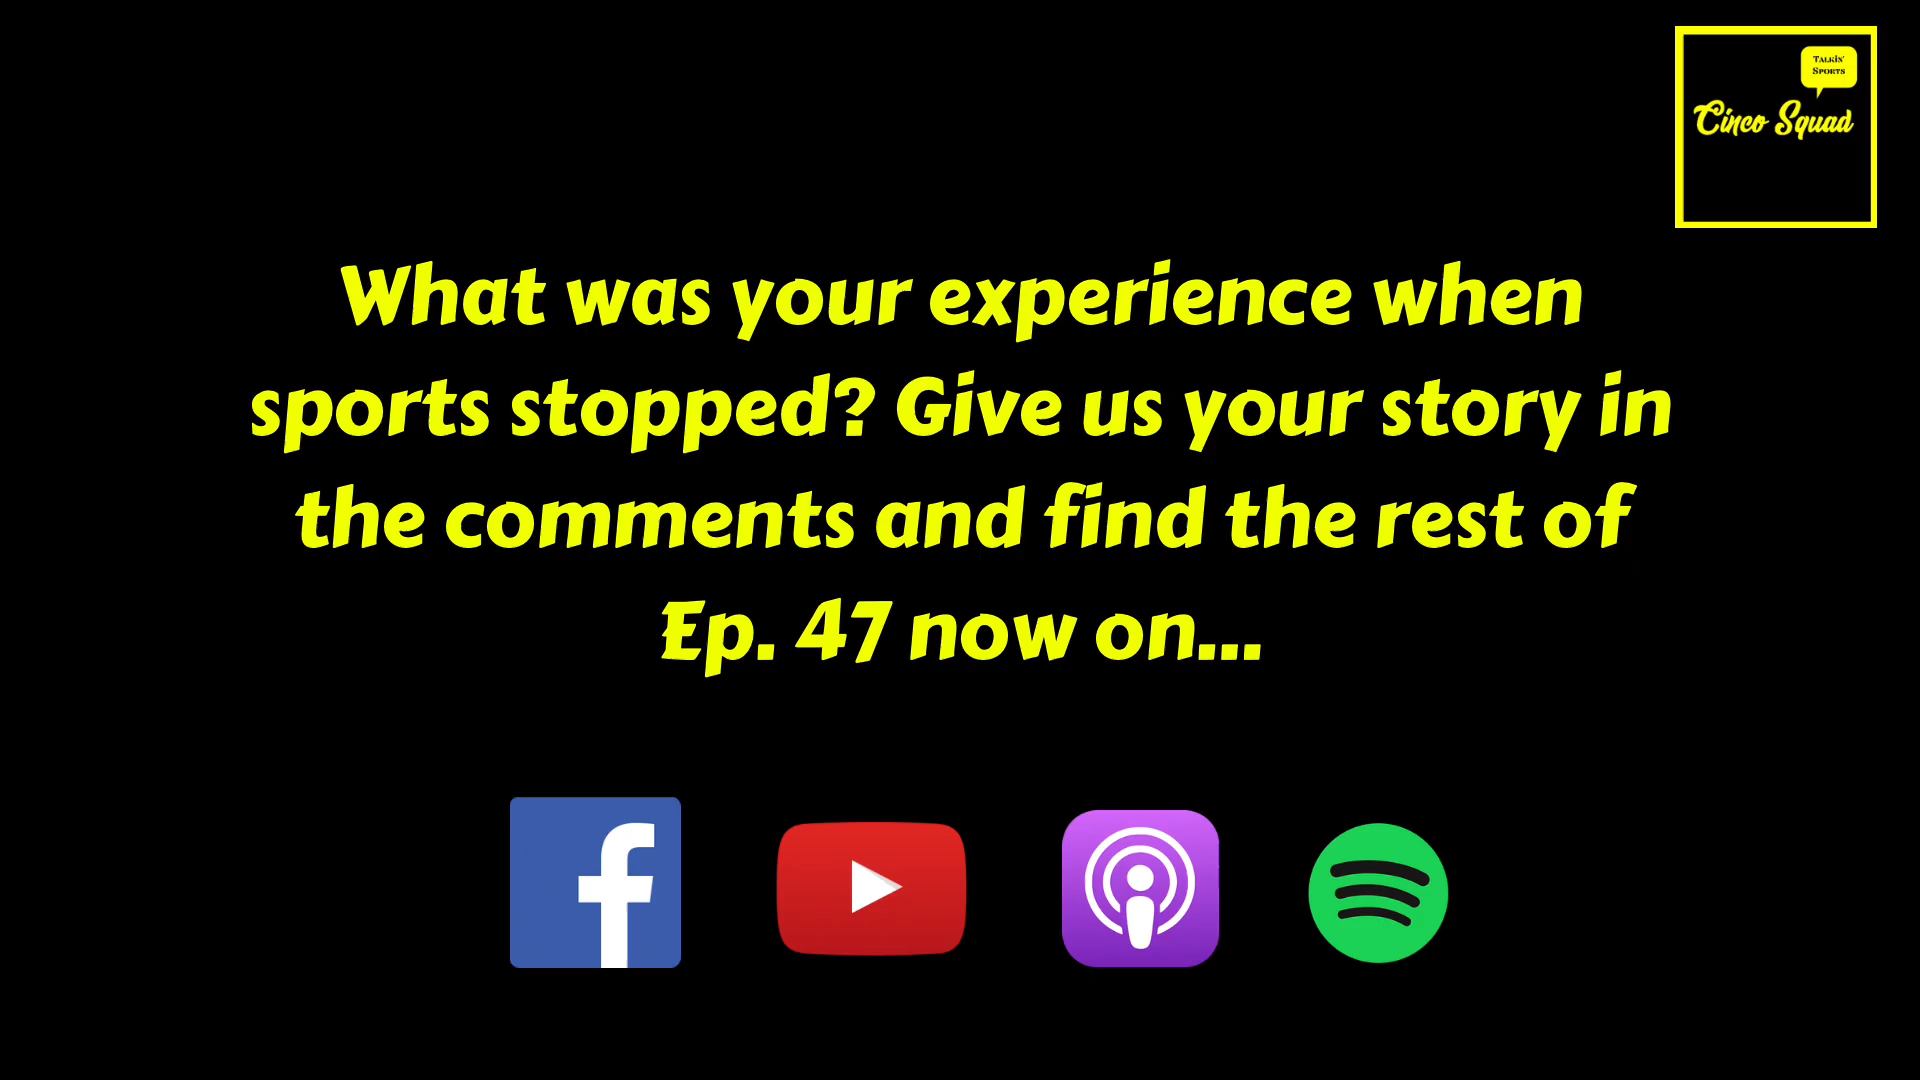 Talkin'
Sports
Cinco Squad
What was your experience when
sports stopped? Give us your story in
the comments and find the rest of
Ep. 47 now on...